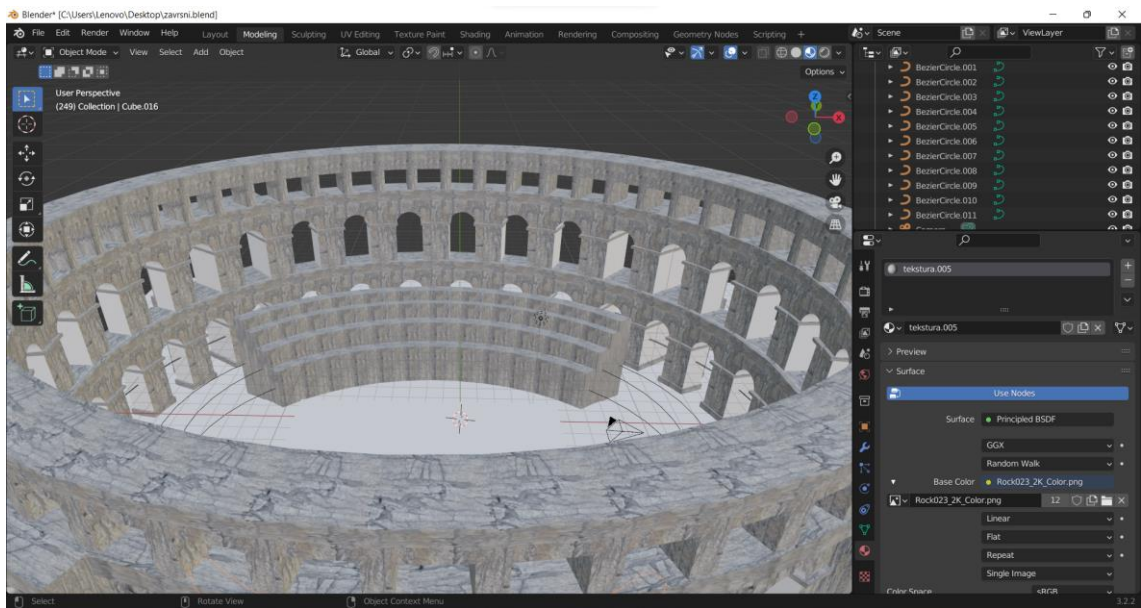 Blender* [C:\Users\Lenovo\Desktop\zavrsni.blend]
File Edit Render Window Help Layout Modeling Sculpting UV Editing Texture Paint Shading Animation Rendering Compositing Geometry Nodes Scripting + Scene ViewLayer
Object Mode View Select Add Object Global
Options
User Perspective
(249) Collection | Cube.016
Z
Y
X
BezierCircle.001
BezierCircle.002
BezierCircle.003
BezierCircle.004
BezierCircle.005
BezierCircle.006
BezierCircle.007
BezierCircle.008
BezierCircle.009
BezierCircle.010
BezierCircle.011
tekstura.005
tekstura.005
Preview
Surface
Use Nodes
Surface Principled BSDF
GGX
Random Walk
Base Color Rock023_2K_Color.png
Rock023_2K_Color.png 12
Linear
Flat
Repeat
Single Image
Color Space sRGB
Select Rotate View Object Context Menu 3.2.2